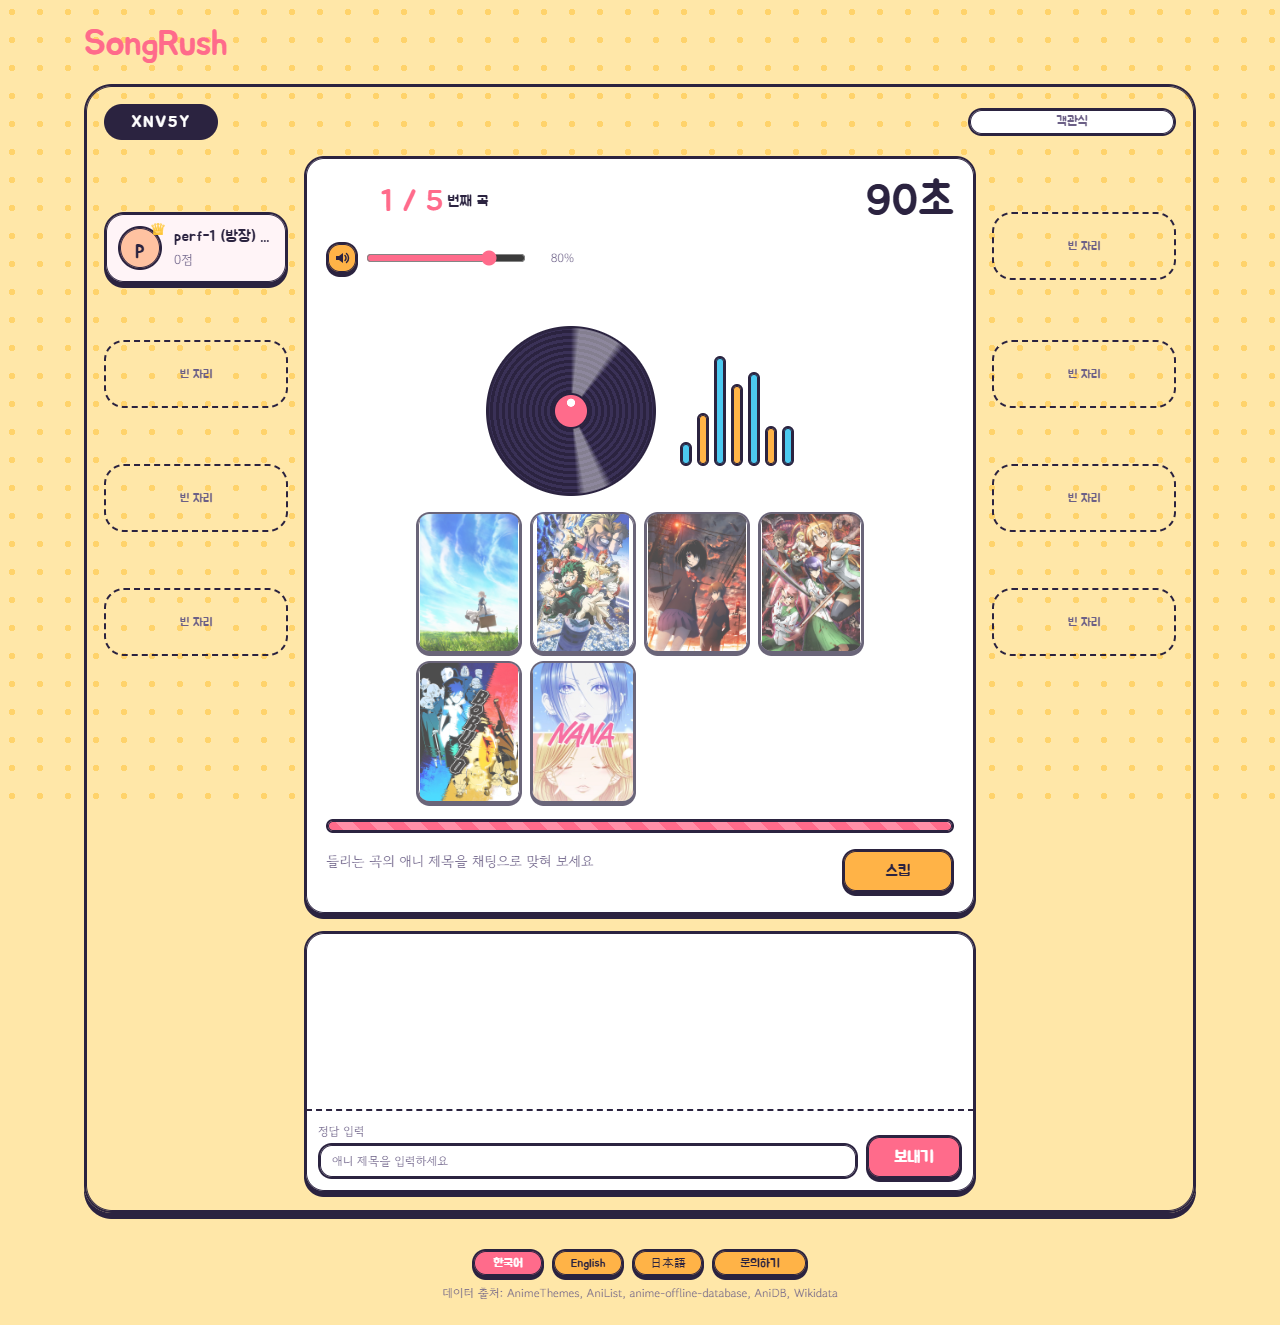 SongRush
XNV5Y
객관식
1 / 5 번째 곡
90초
P
perf-1 (방장) ...
0점
80%
빈 자리
빈 자리
빈 자리
빈 자리
빈 자리
빈 자리
빈 자리
BORUTO
NANA
들리는 곡의 애니 제목을 채팅으로 맞혀 보세요
스킵
정답 입력
애니 제목을 입력하세요
보내기
한국어
English
日本語
문의하기
데이터 출처: AnimeThemes, AniList, anime-offline-database, AniDB, Wikidata